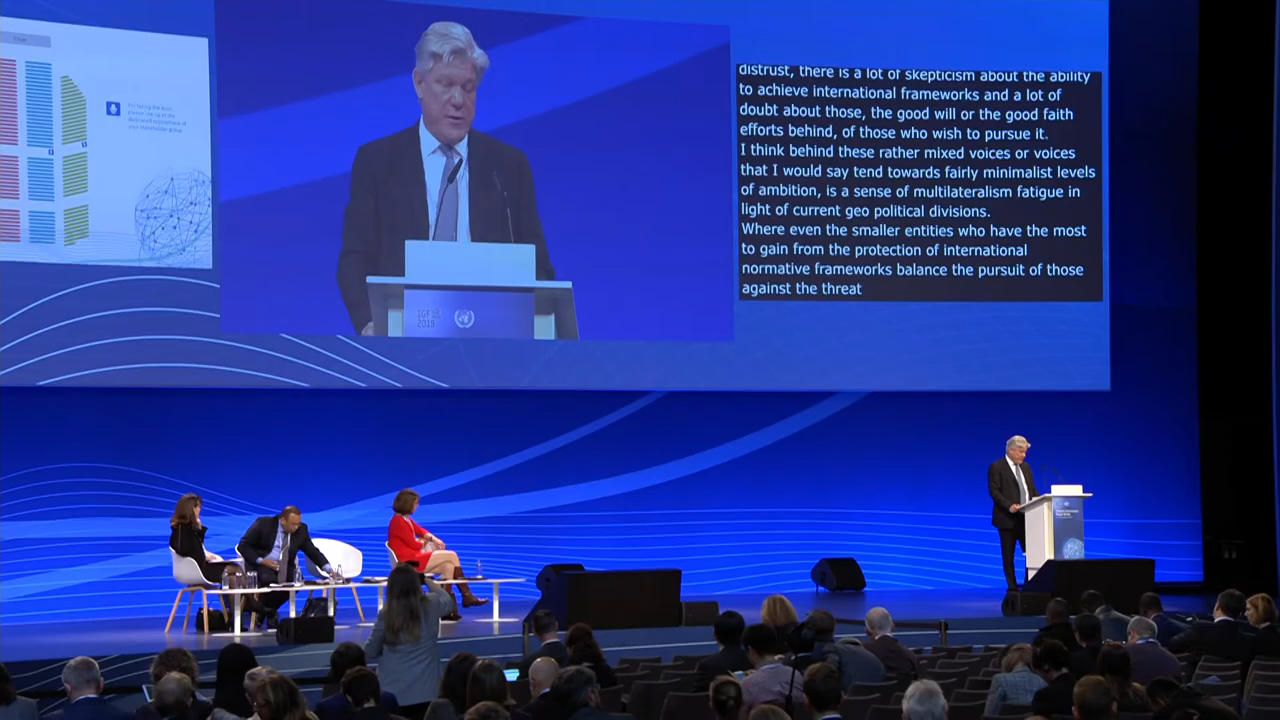 distrust, there is a lot of skepticism about the ability
to achieve international frameworks and a lot of
doubt about those, the good will or the good faith
efforts behind, of those who wish to pursue it.
I think behind these rather mixed voices or voices
that I would say tend towards fairly minimalist levels
of ambition, is a sense of multilateralism fatigue in
light of current geo political divisions.
Where even the smaller entities who have the most
to gain from the protection of international
normative frameworks balance the pursuit of those
against the threat
IGF
2019